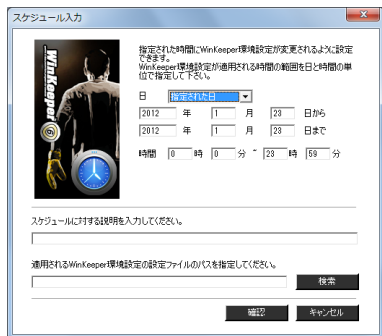 スケジュール入力
WinKeeper 6
指定された時間にWinKeeper環境設定が変更されるように設定
できます。
WinKeeper環境設定が適用される時間の範囲を日と時間の単
位で指定して下さい。
日 指定された日
2012 年 1 月 23 日から
2012 年 1 月 23 日まで
時間 0 時 0 分 ~ 23 時 59 分
スケジュールに対する説明を入力してください。
適用されるWinKeeper環境設定の設定ファイルのパスを指定してください。
検索
確認 キャンセル